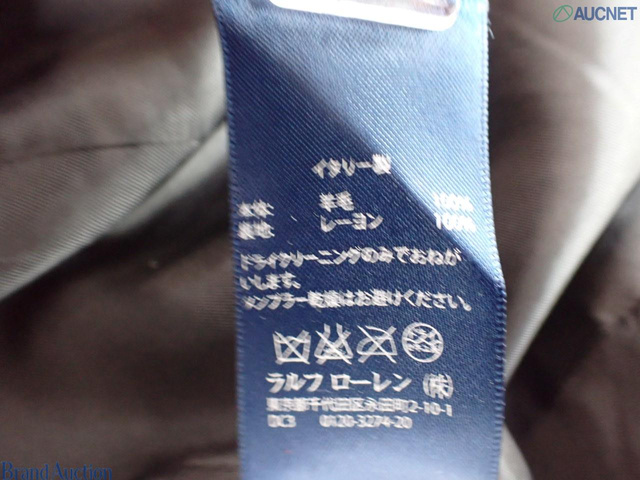 AUCNET
イタリー製
本体: 羊毛 100%
裏地: レーヨン 100%
ドライクリーニングのみでおねが
いします。
タンブラー乾燥はお避けください。
ラルフ ローレン (株)
東京都千代田区永田町2-10-1
DC3 0120-3274-20
Brand Auction